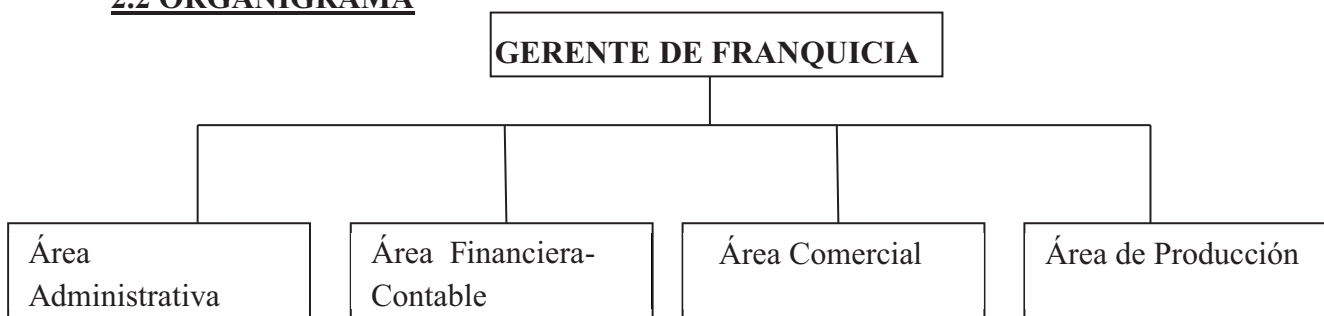 2.2 ORGANIGRAMA
GERENTE DE FRANQUICIA
Área
Administrativa
Área Financiera-
Contable
Área Comercial
Área de Producción